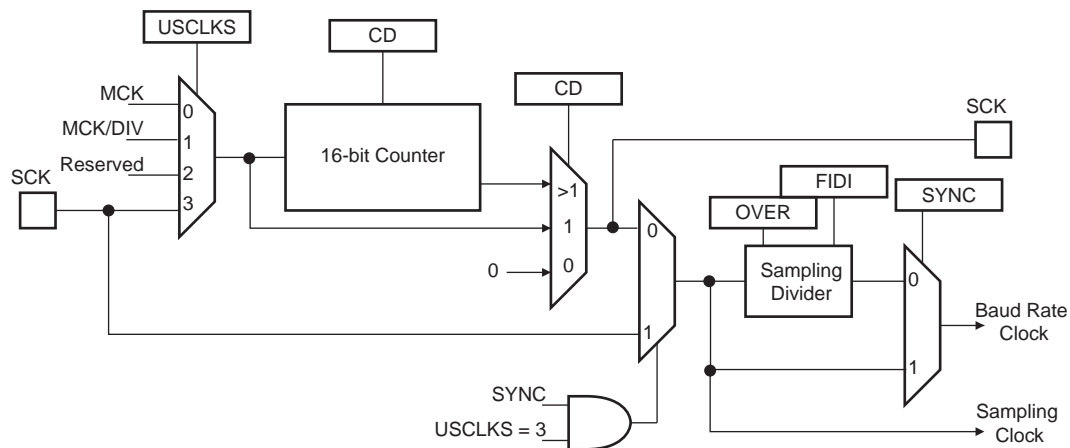 USCLKS
CD
CD
MCK
0
MCK/DIV
1
Reserved
2
SCK
3
16-bit Counter
>1
1
0
0
SCK
FIDI
OVER
SYNC
0
1
Sampling
Divider
0
1
Baud Rate
Clock
SYNC
USCLKS = 3
Sampling
Clock